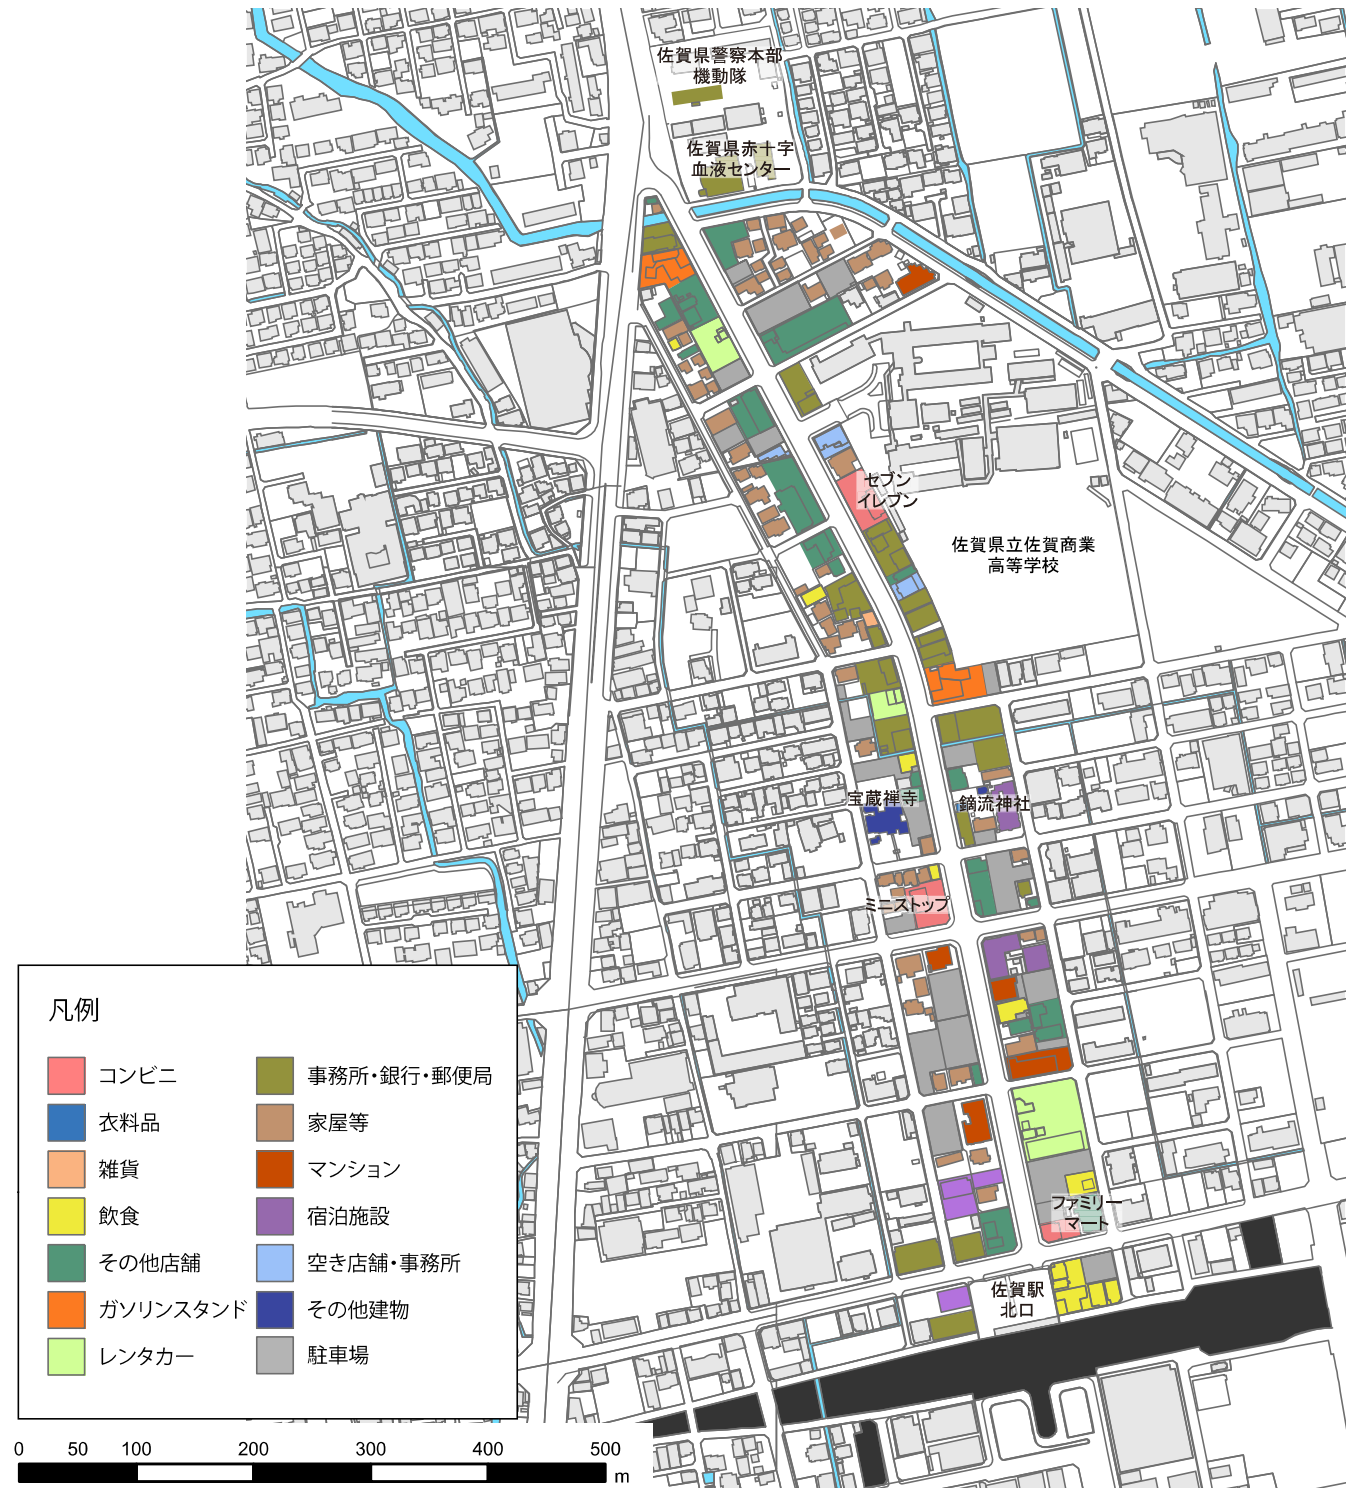 佐賀県警察本部
機動隊
佐賀県赤十字
血液センター
セブン
イレブン
佐賀県立佐賀商業
高等学校
宝蔵禅寺
鏑流神社
ミニストップ
ファミリー
マート
佐賀駅
北口
凡例
コンビニ
衣料品
雑貨
飲食
その他店舗
ガソリンスタンド
レンタカー
事務所・銀行・郵便局
家屋等
マンション
宿泊施設
空き店舗・事務所
その他建物
駐車場
0 50 100 200 300 400 500
m